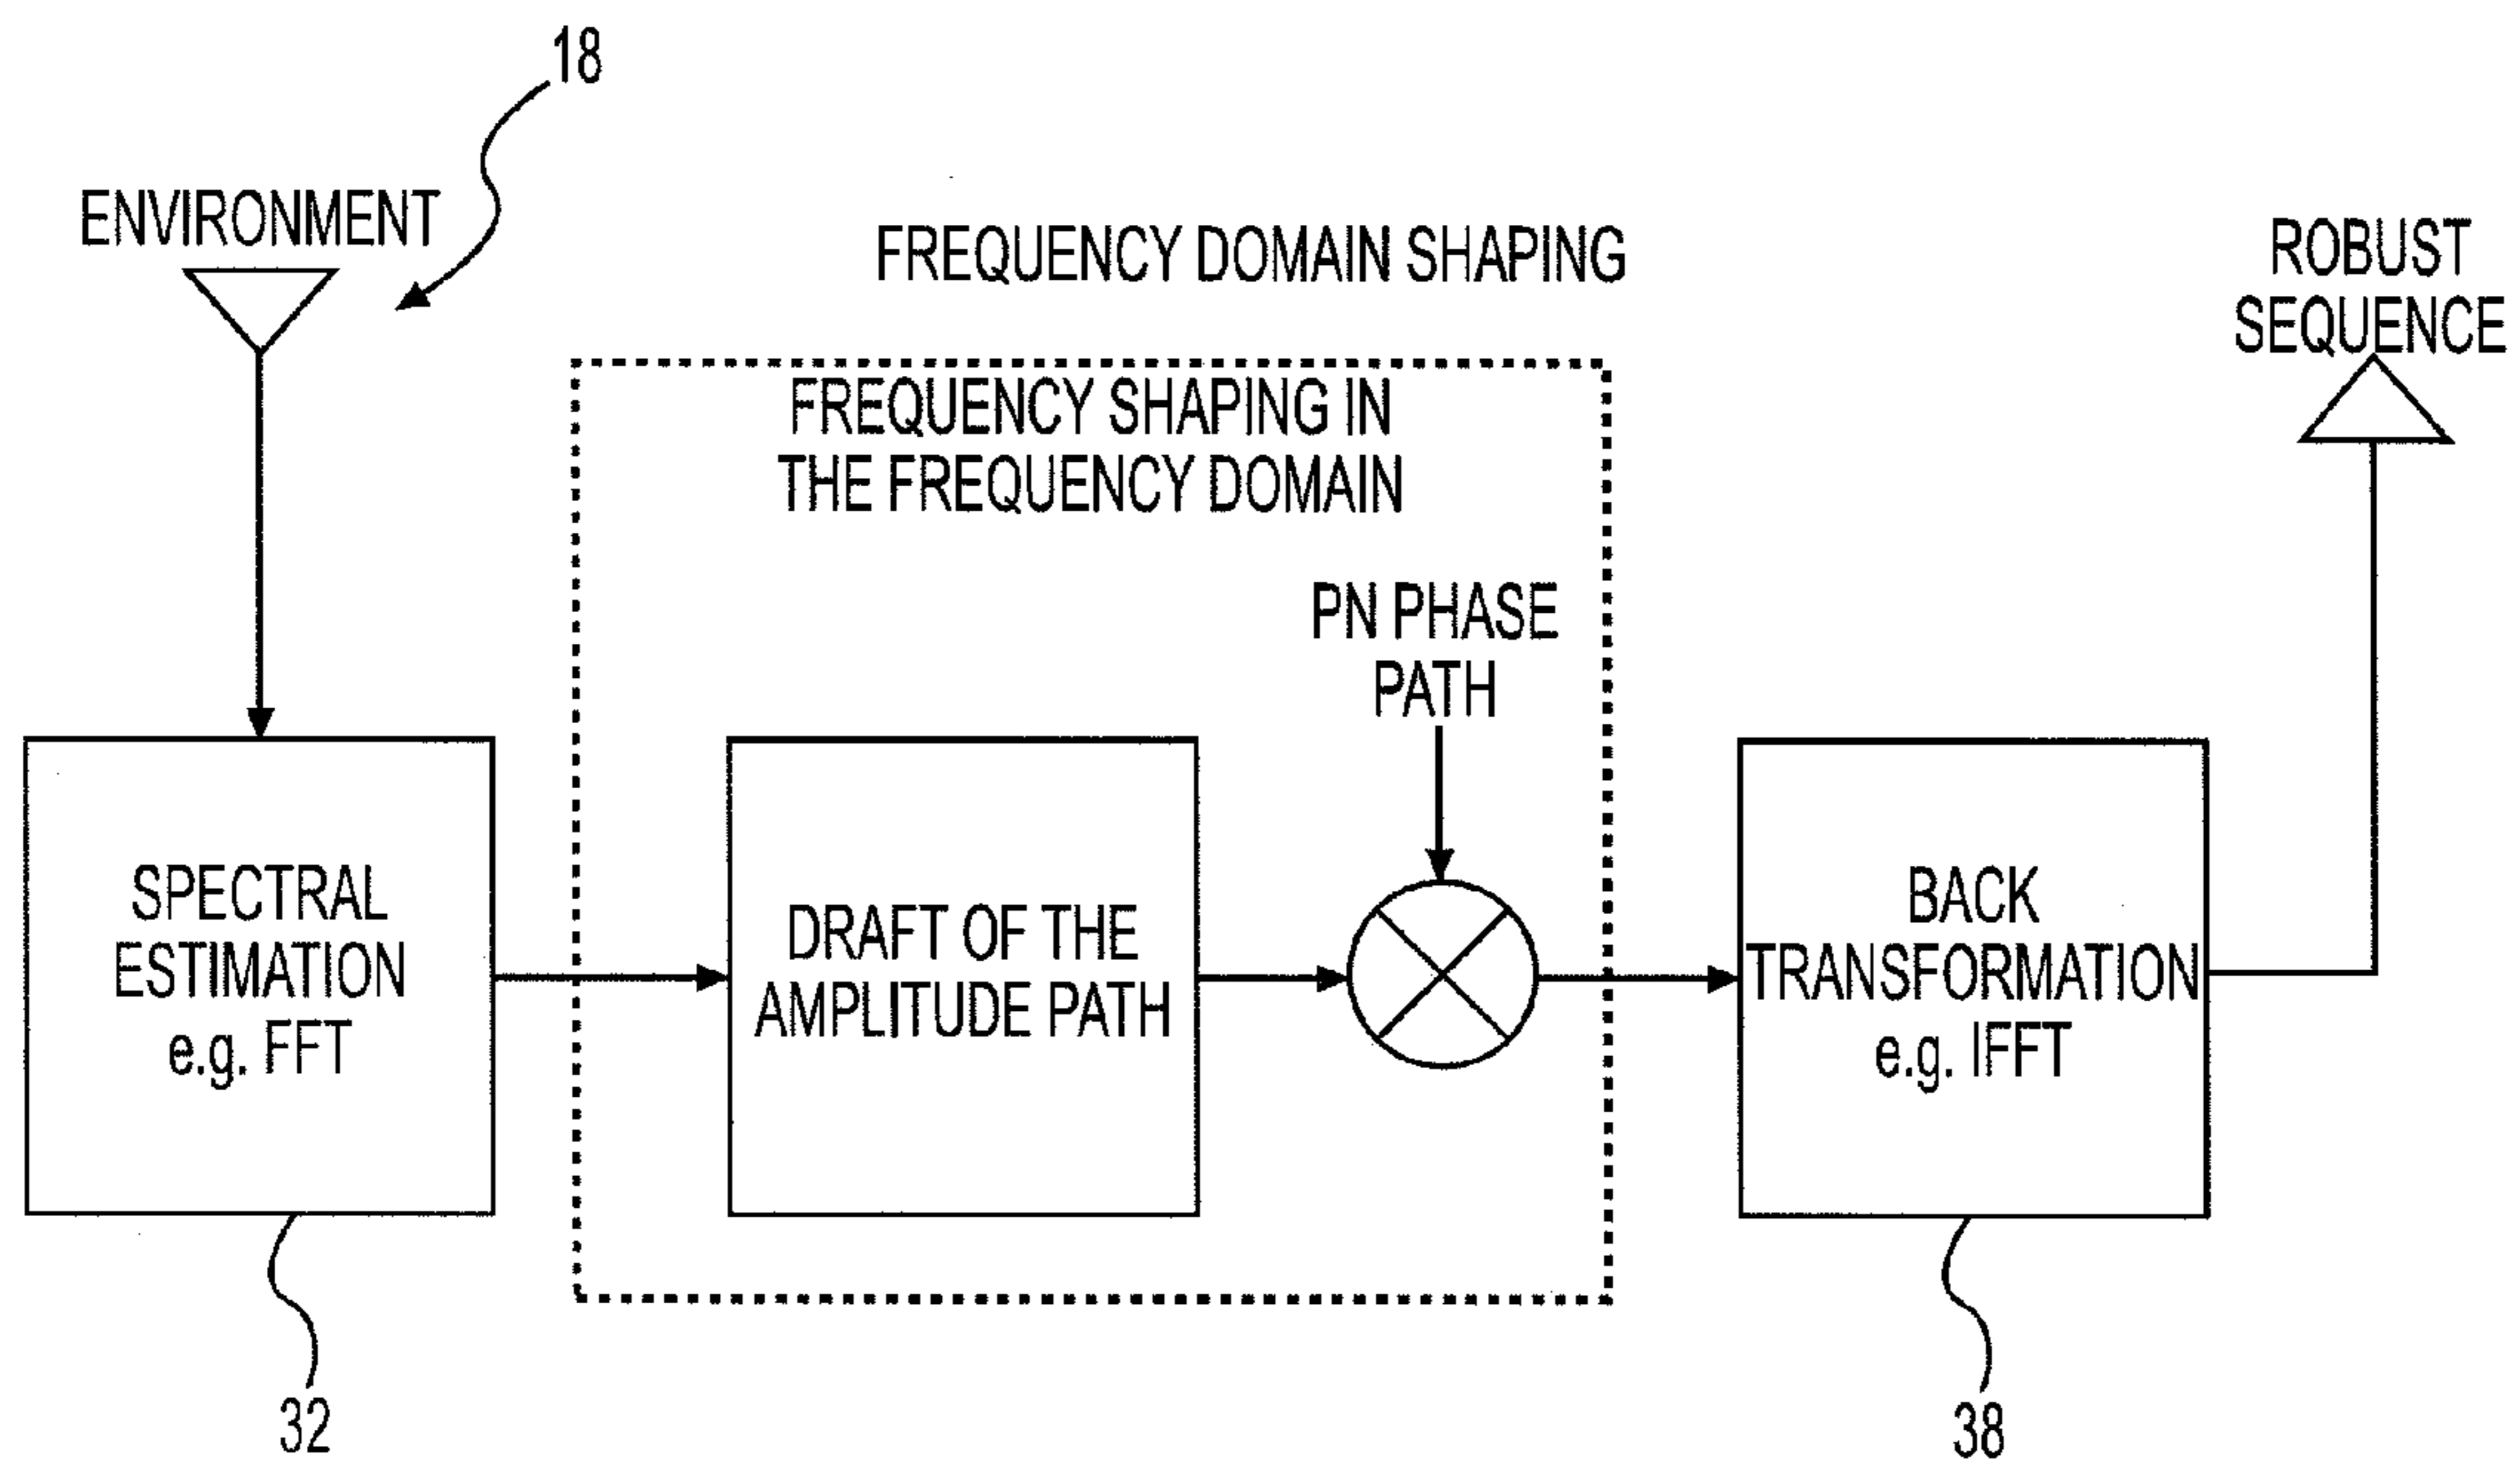 18
ENVIRONMENT
FREQUENCY DOMAIN SHAPING
ROBUST
SEQUENCE
FREQUENCY SHAPING IN
THE FREQUENCY DOMAIN
PN PHASE
PATH
SPECTRAL
ESTIMATION
e.g. FFT
DRAFT OF THE
AMPLITUDE PATH
BACK
TRANSFORMATION
e.g. IFFT
32
38